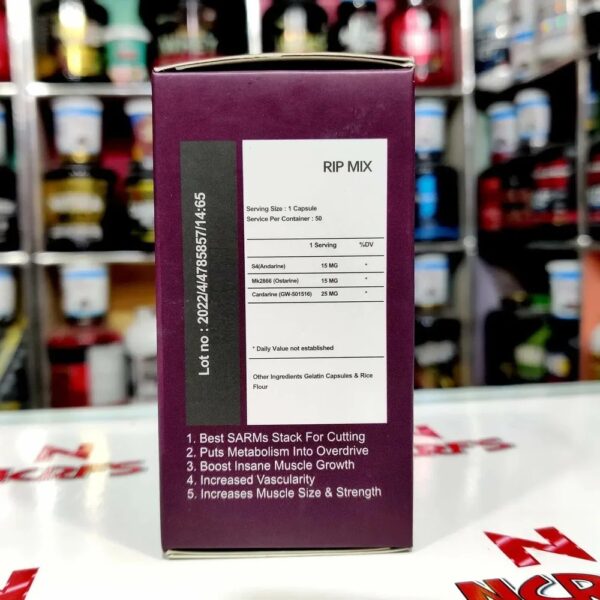 RIP MIX
Serving Size : 1 Capsule
Service Per Container : 50
1 Serving %DV
S4(Andarine) 15 MG *
Mk2866 (Ostarine) 15 MG *
Cardarine (GW-501516) 25 MG *
* Daily Value not established
Other Ingredients Gelatin Capsules & Rice
Flour
Lot no : 2022/4/4785857/14:65
1. Best SARMs Stack For Cutting
2. Puts Metabolism Into Overdrive
3. Boost Insane Muscle Growth
4. Increased Vascularity
5. Increases Muscle Size & Strength